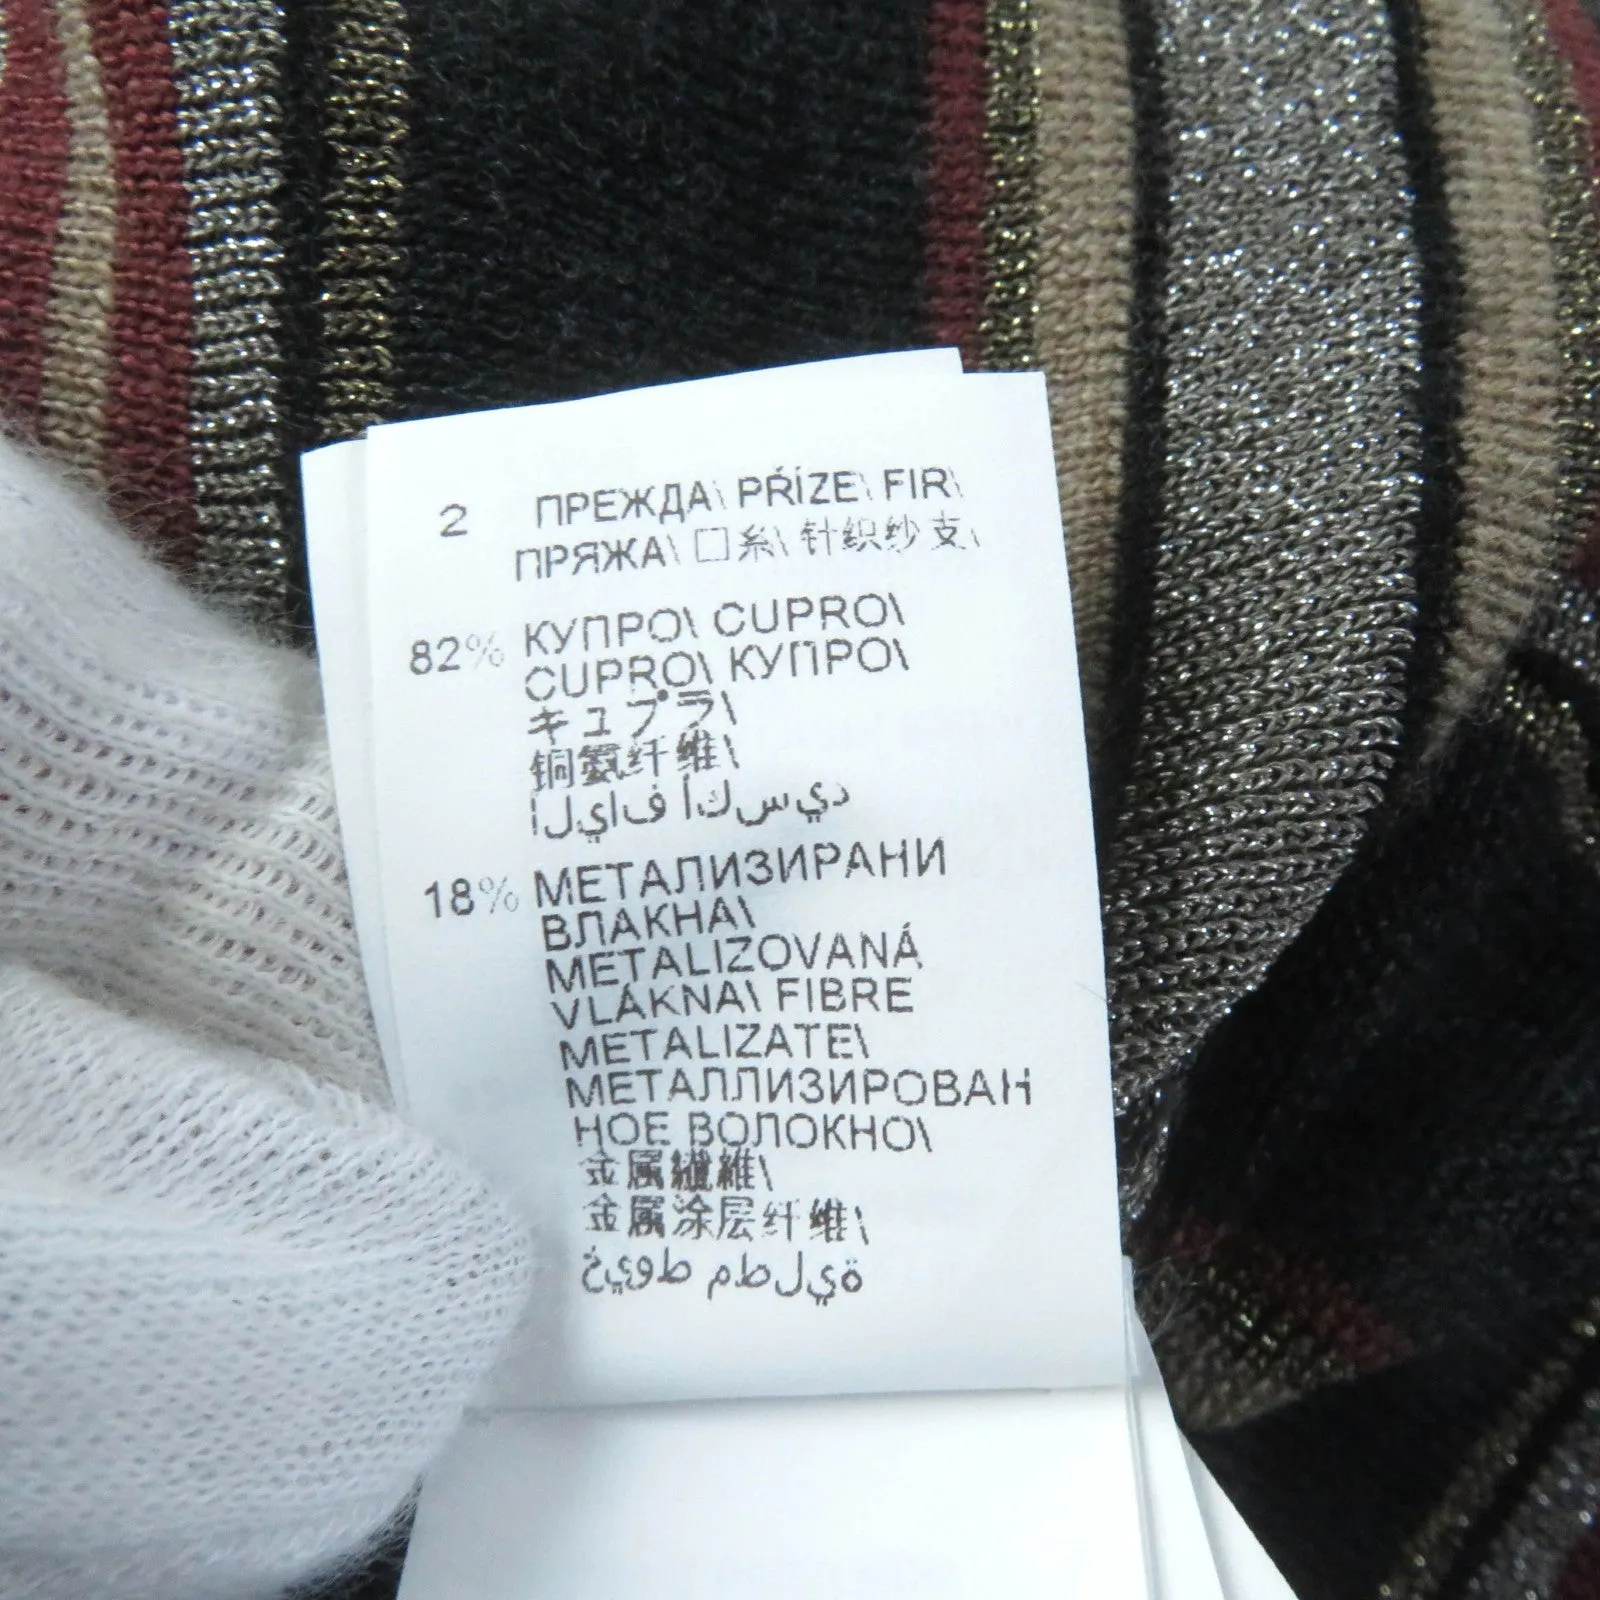 2 ПРЕЖДА\ PŘÍZE\ FIR\
ПРЯЖА\ □糸\ 针织纱支\
82% КУПРО\ CUPRO\
CUPRO\ КУПРО\
キュプラ\
铜氨纤维\
ا ل ي ا ف ا ك س ي د
18% МЕТАЛИЗИРАНИ
ВЛАКНА\
METALIZOVANÁ
VLÁKNA\ FIBRE
METALIZATE\
МЕТАЛЛИЗИРОВАН
НОЕ ВОЛОКНО\
金属繊維\
金属涂层纤维\
خ ي و ط م ط ل ي ة